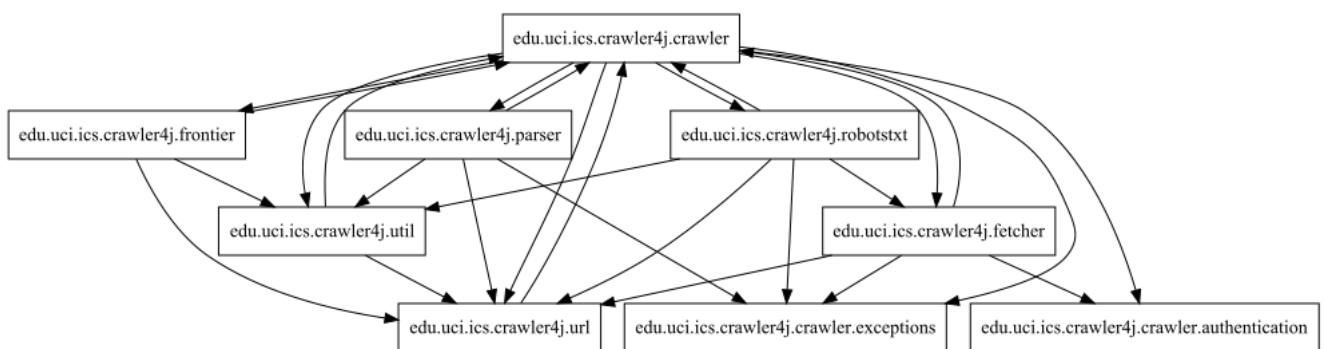 edu.uci.ics.crawler4j.crawler
edu.uci.ics.crawler4j.frontier
edu.uci.ics.crawler4j.parser
edu.uci.ics.crawler4j.robotstxt
edu.uci.ics.crawler4j.util
edu.uci.ics.crawler4j.fetcher
edu.uci.ics.crawler4j.url
edu.uci.ics.crawler4j.crawler.exceptions
edu.uci.ics.crawler4j.crawler.authentication